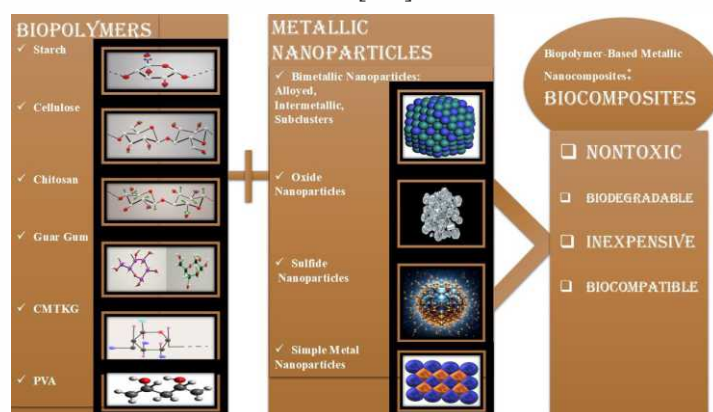 BIOPOLYMERS
✓ Starch
✓ Cellulose
✓ Chitosan
✓ Guar Gum
✓ CMTKG
✓ PVA
METALLIC
NANOPARTICLES
✓ Bimetallic Nanoparticles:
Alloyed,
Intermetallic,
Subclusters
✓ Oxide
Nanoparticles
✓ Sulfide
Nanoparticles
✓ Simple Metal
Nanoparticles
Biopolymer-Based Metallic
Nanocomposites:
BIOCOMPOSITES
❑ NONTOXIC
❑ BIODEGRADABLE
❑ INEXPENSIVE
❑ BIOCOMPATIBLE